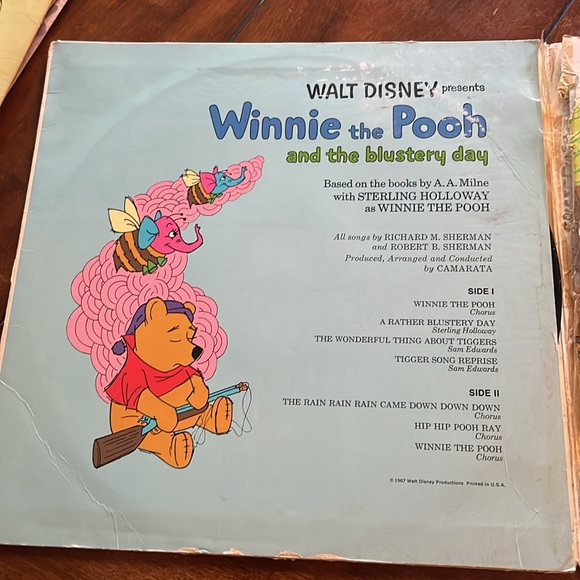 WALT DISNEY presents
Winnie the Pooh
and the blustery day
Based on the books by A. A. Milne
with STERLING HOLLOWAY
as WINNIE THE POOH
All songs by RICHARD M. SHERMAN
and ROBERT B. SHERMAN
Produced, Arranged and Conducted
by CAMARATA
SIDE I
WINNIE THE POOH
Chorus
A RATHER BLUSTERY DAY
Sterling Holloway
THE WONDERFUL THING ABOUT TIGGERS
Sam Edwards
TIGGER SONG REPRISE
Sam Edwards
SIDE II
THE RAIN RAIN RAIN CAME DOWN DOWN DOWN
Chorus
HIP HIP POOH RAY
Chorus
WINNIE THE POOH
Chorus
© 1967 Walt Disney Productions Printed in U.S.A.